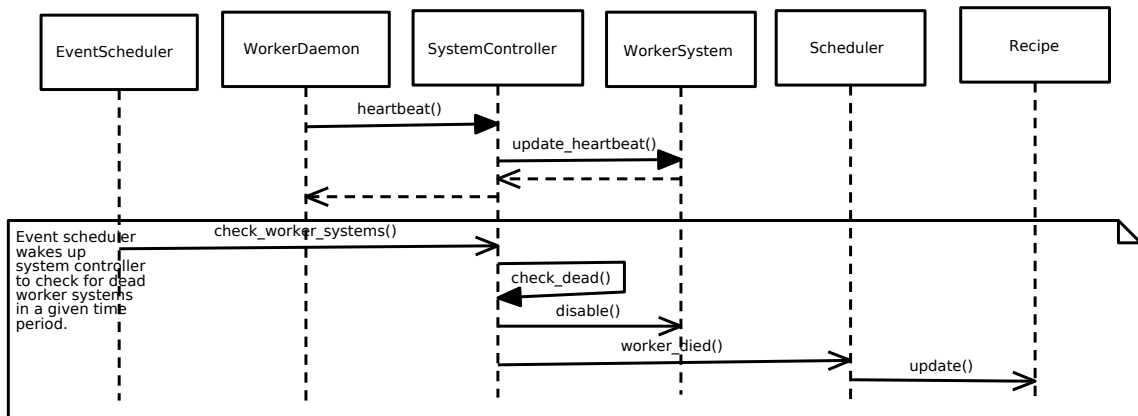 EventScheduler
WorkerDaemon
SystemController
WorkerSystem
Scheduler
Recipe
heartbeat()
update_heartbeat()
check_worker_systems()
Event scheduler
wakes up
system controller
to check for dead
worker systems
in a given time
period.
check_dead()
disable()
worker_died()
update()